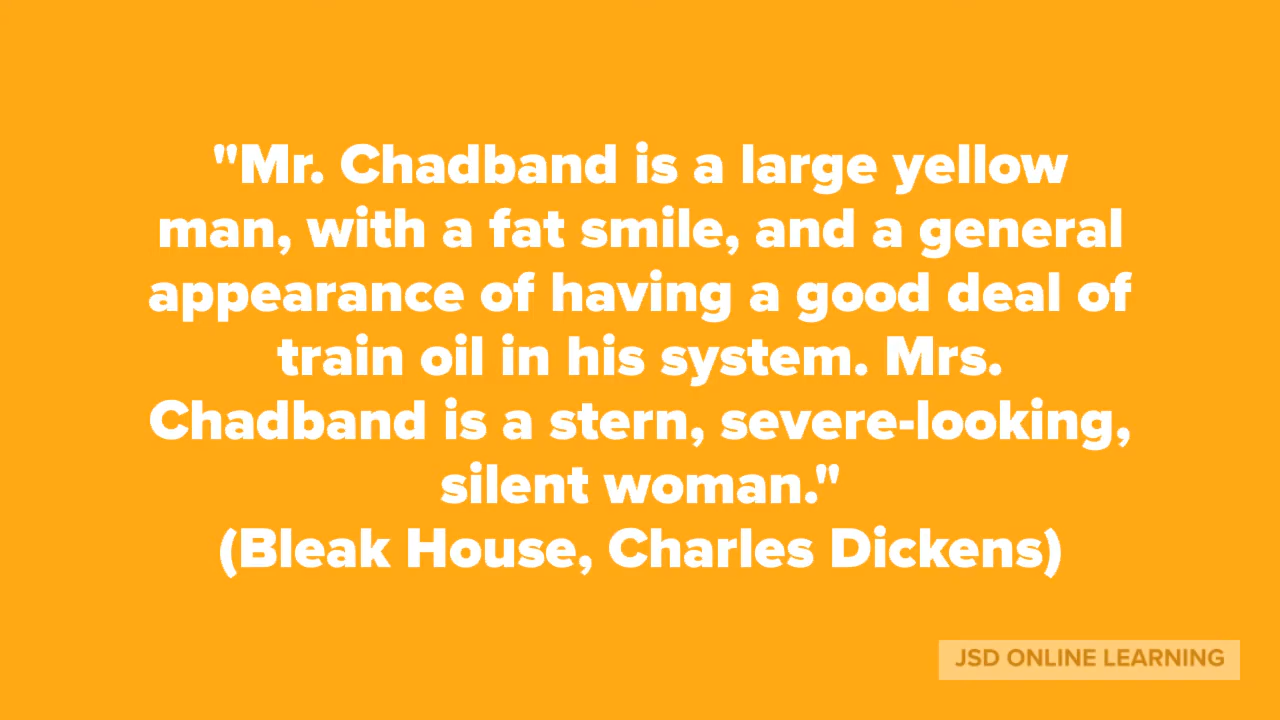 "Mr. Chadband is a large yellow
man, with a fat smile, and a general
appearance of having a good deal of
train oil in his system. Mrs.
Chadband is a stern, severe-looking,
silent woman."
(Bleak House, Charles Dickens)
JSD ONLINE LEARNING